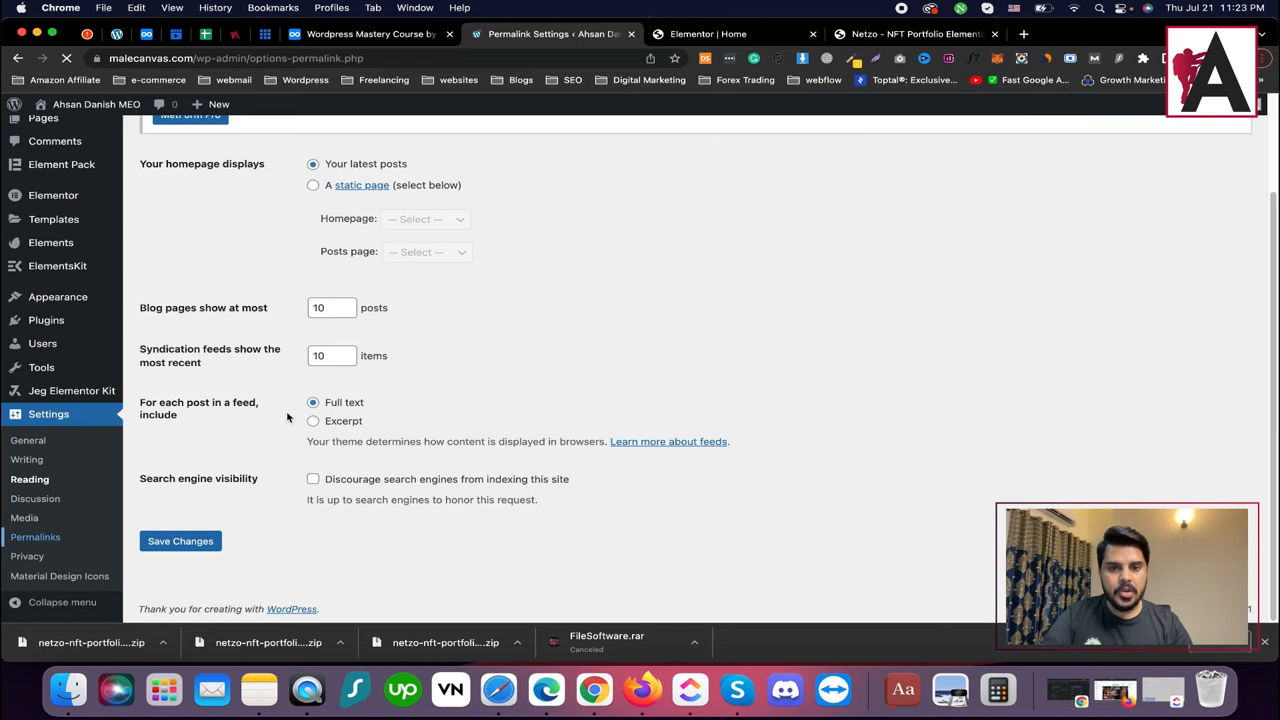 Chrome File Edit View History Bookmarks Profiles Tab Window Help Thu Jul 21 11:23 PM
Wordpress Mastery Course by Permalink Settings ‹ Ahsan Da Elementor | Home Netzo - NFT Portfolio Element
malecanvas.com/wp-admin/options-permalink.php
Amazon Affiliate e-commerce webmail Wordpress Freelancing websites Blogs SEO Digital Marketing Forex Trading webflow Toptal®: Exclusive... Fast Google A... Growth Market
A
Ahsan Danish MEO 0 New
Pages
MetForm Pro
Comments
Element Pack
Elementor
Templates
Elements
ElementsKit
Appearance
Plugins
Users
Tools
Jeg Elementor Kit
Settings
General
Writing
Reading
Discussion
Media
Permalinks
Privacy
Material Design Icons
Collapse menu
Your homepage displays Your latest posts
A static page (select below)
Homepage: — Select —
Posts page: — Select —
Blog pages show at most 10 posts
Syndication feeds show the most recent 10 items
For each post in a feed, include Full text
Excerpt
Your theme determines how content is displayed in browsers. Learn more about feeds.
Search engine visibility Discourage search engines from indexing this site
It is up to search engines to honor this request.
Save Changes
Thank you for creating with WordPress.
netzo-nft-portfoli....zip netzo-nft-portfoli....zip netzo-nft-portfoli....zip FileSoftware.rar
Canceled
up VN Aa